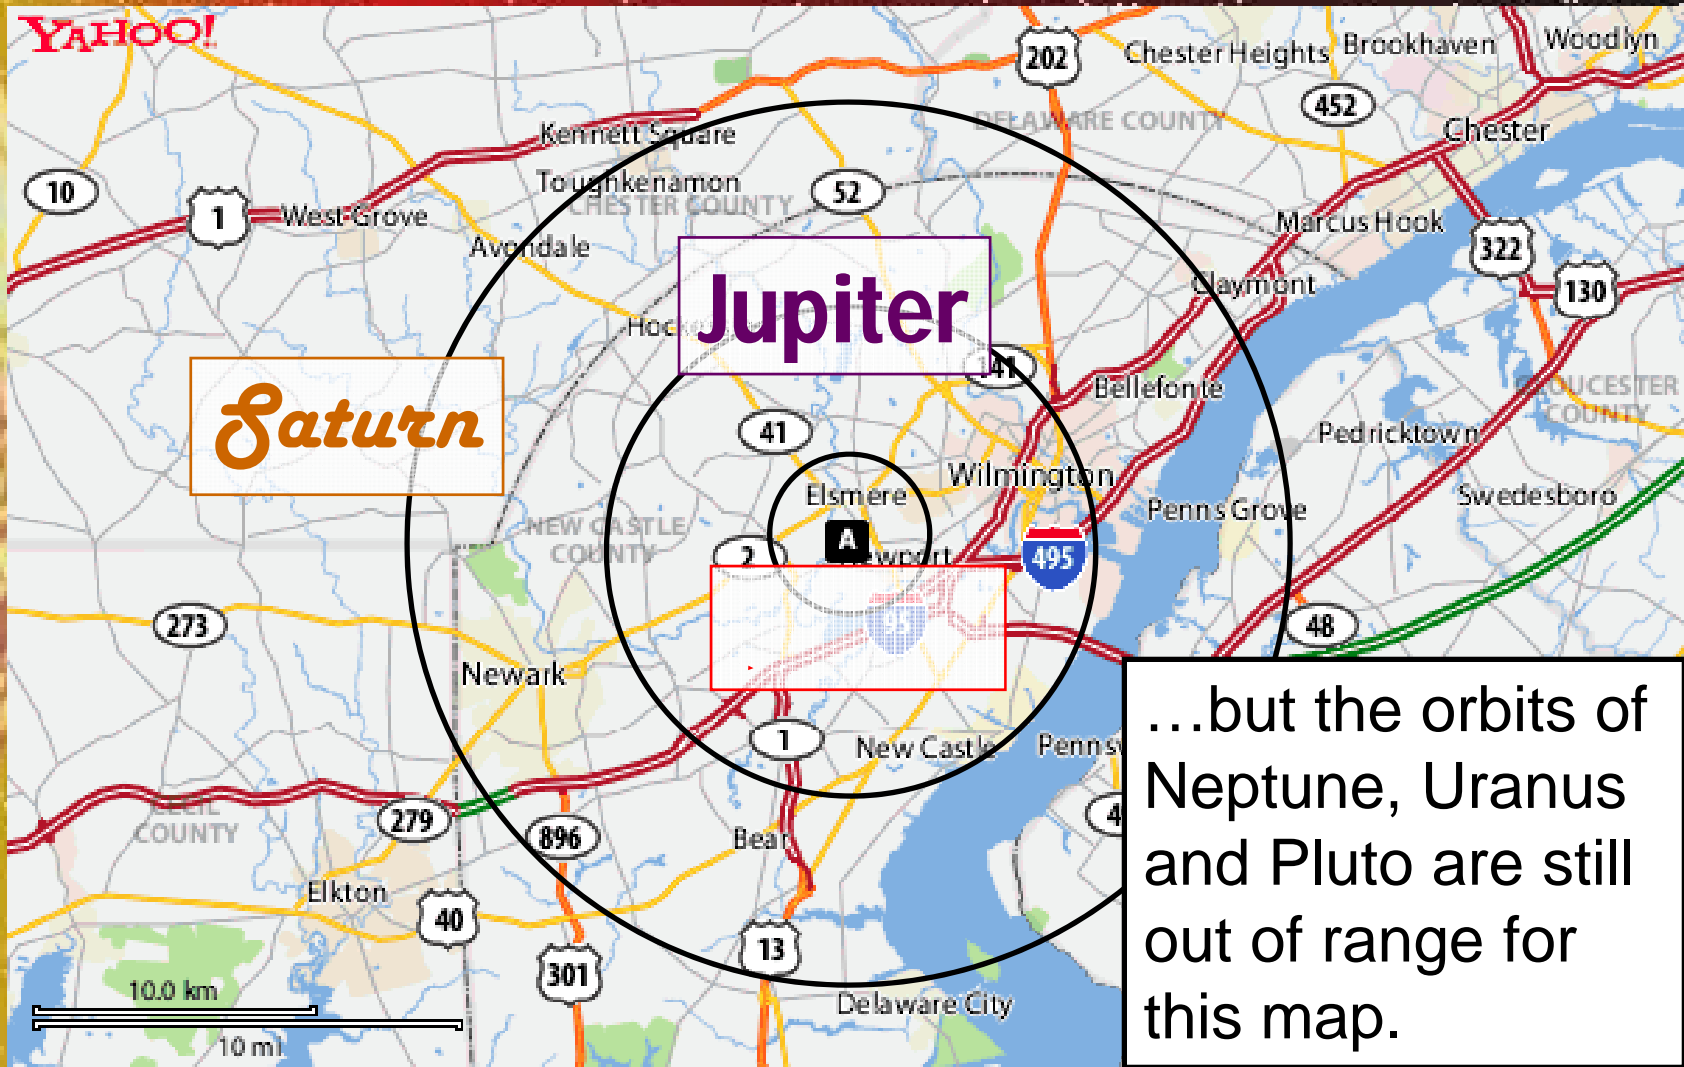 YAHOO!
202
Chester Heights
Brookhaven
Woodlyn
452
Chester
DELAWARE COUNTY
Kennett Square
10
1
West Grove
Toughkenamon
CHESTER COUNTY
52
Avondale
Marcus Hook
322
130
Claymont
Jupiter
41
Bellefonte
GLOUCESTER
COUNTY
Saturn
41
Pedricktown
Wilmington
Elsmere
Swedesboro
Penns Grove
NEW CASTLE
COUNTY
A
2
495
273
95
48
Newark
1
New Castle
…but the orbits of
Neptune, Uranus
and Pluto are still
out of range for
this map.
CECIL
COUNTY
279
896
Bear
Elkton
40
301
13
10.0 km
Delaware City
10 mi